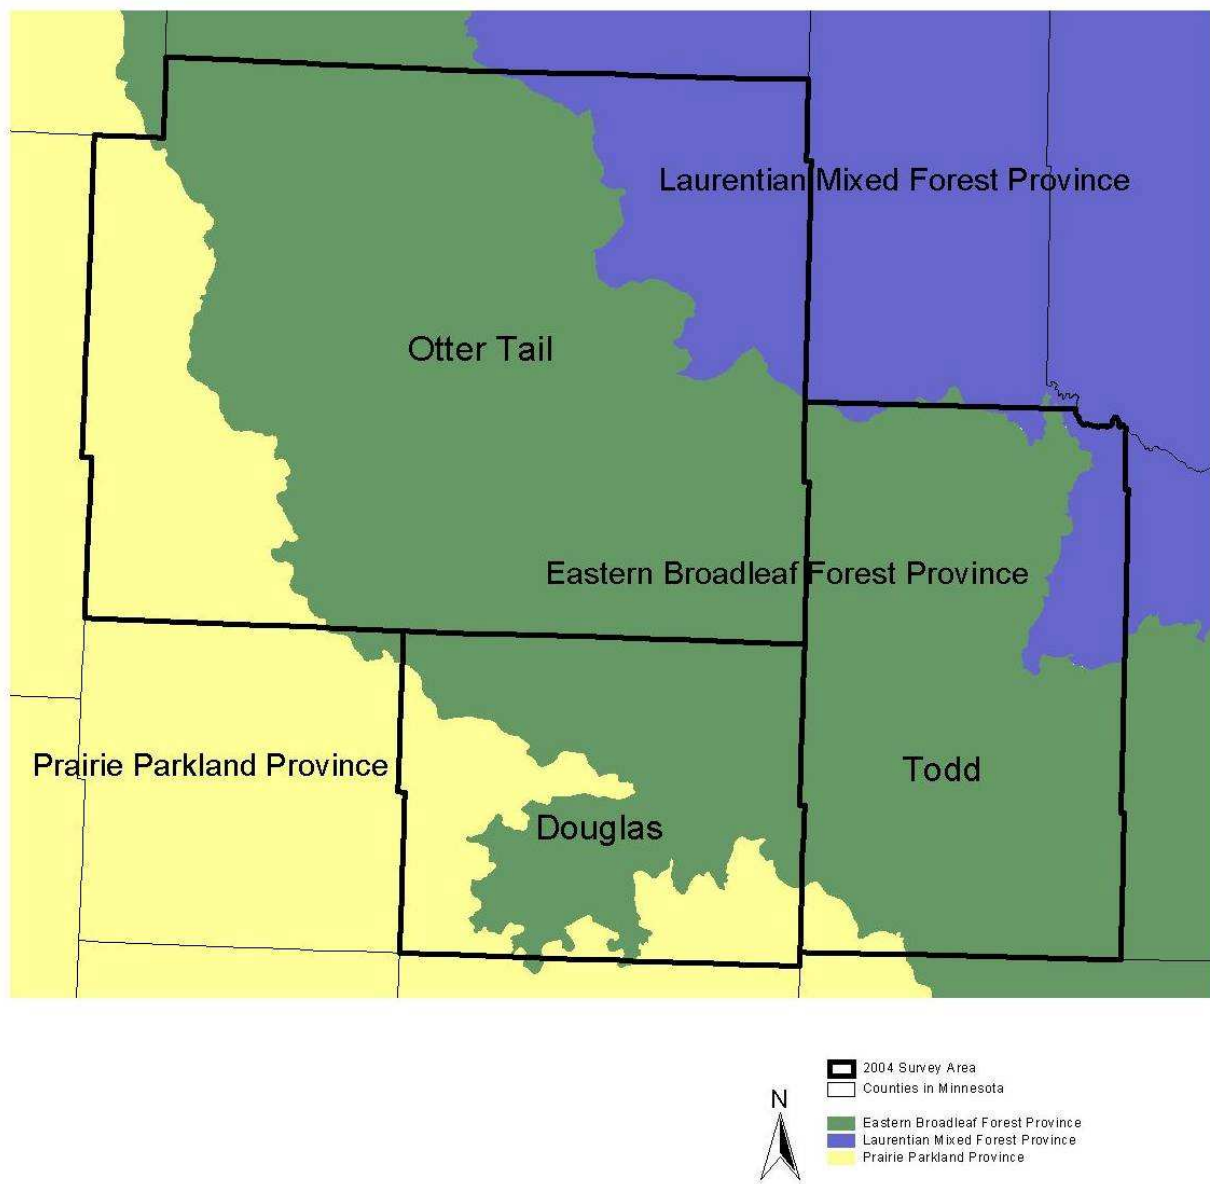 Laurentian Mixed Forest Province
Otter Tail
Eastern Broadleaf Forest Province
Prairie Parkland Province
Todd
Douglas
2004 Survey Area
Counties in Minnesota
N
Eastern Broadleaf Forest Province
Laurentian Mixed Forest Province
Prairie Parkland Province